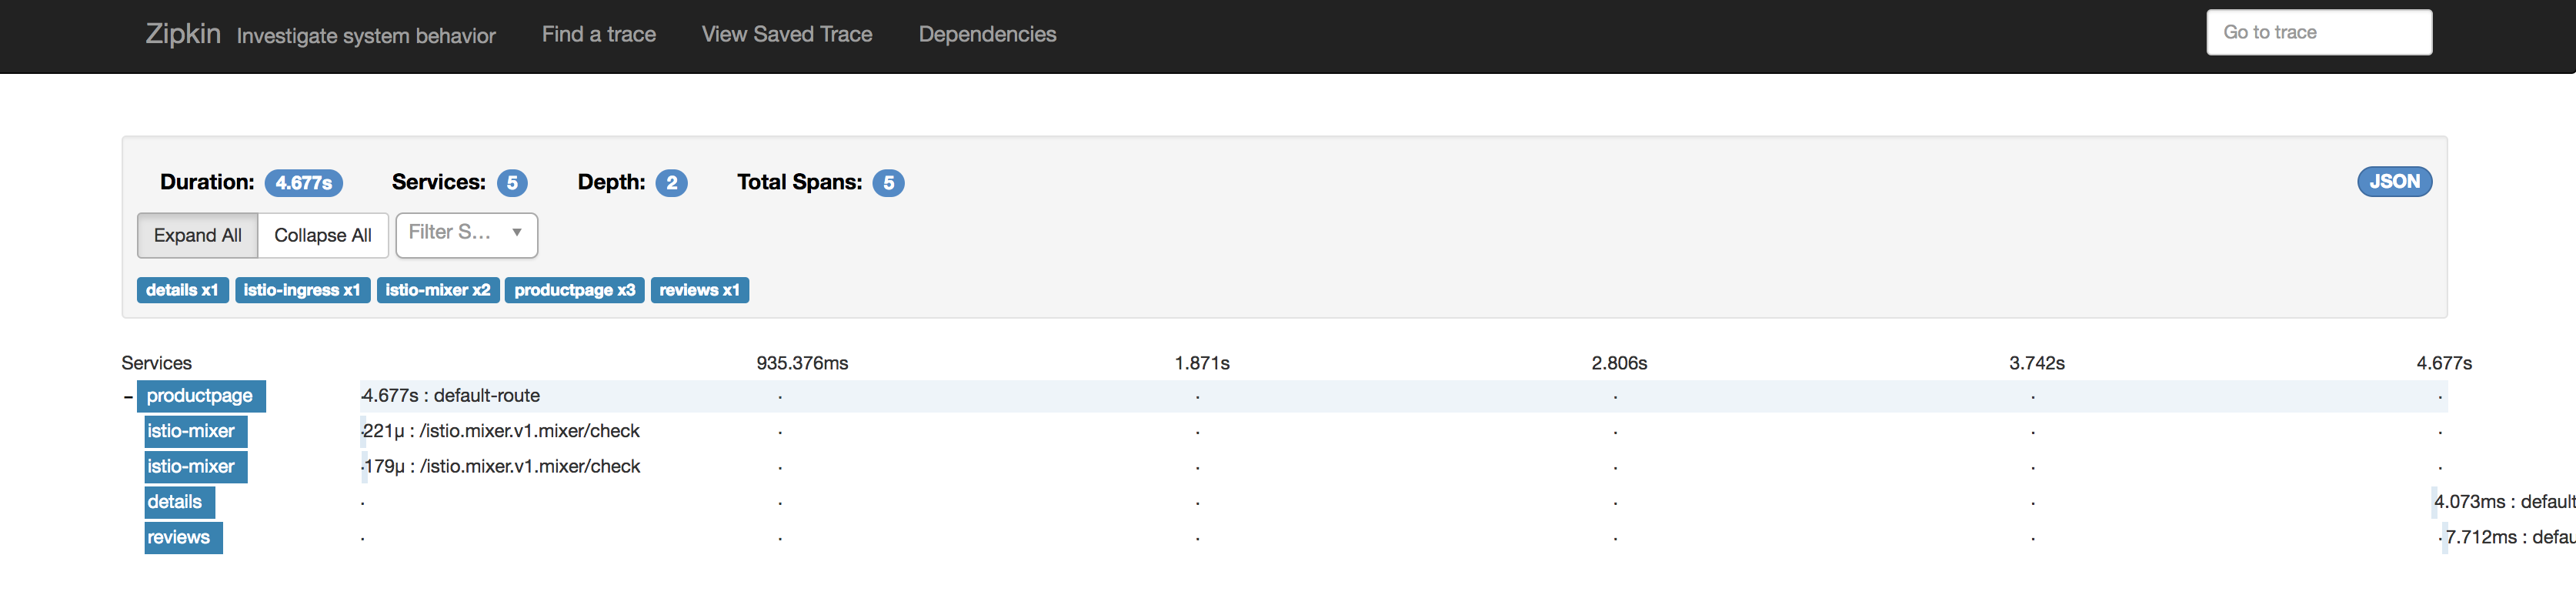 Zipkin Investigate system behavior Find a trace View Saved Trace Dependencies Go to trace
Duration: 4.677s Services: 5 Depth: 2 Total Spans: 5 JSON
Expand All Collapse All Filter S...
details x1 istio-ingress x1 istio-mixer x2 productpage x3 reviews x1
Services 935.376ms 1.871s 2.806s 3.742s 4.677s
- productpage 4.677s : default-route
istio-mixer 221μ : /istio.mixer.v1.mixer/check
istio-mixer 179μ : /istio.mixer.v1.mixer/check
details 4.073ms : default
reviews 7.712ms : defau